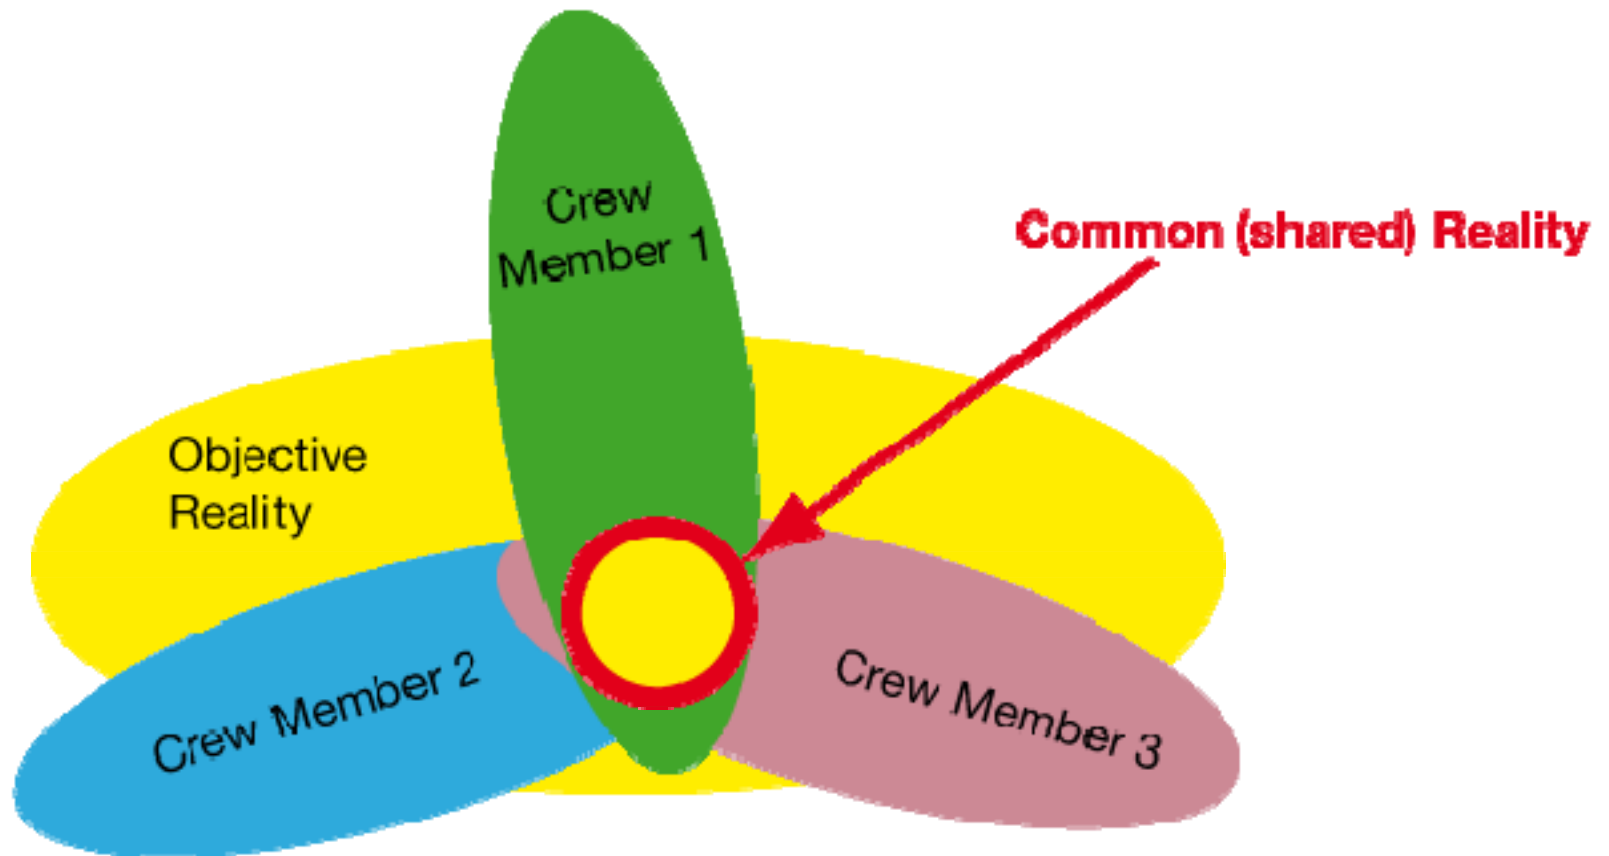 Crew
Member 1
Common (shared) Reality
Objective
Reality
Crew Member 2
Crew Member 3